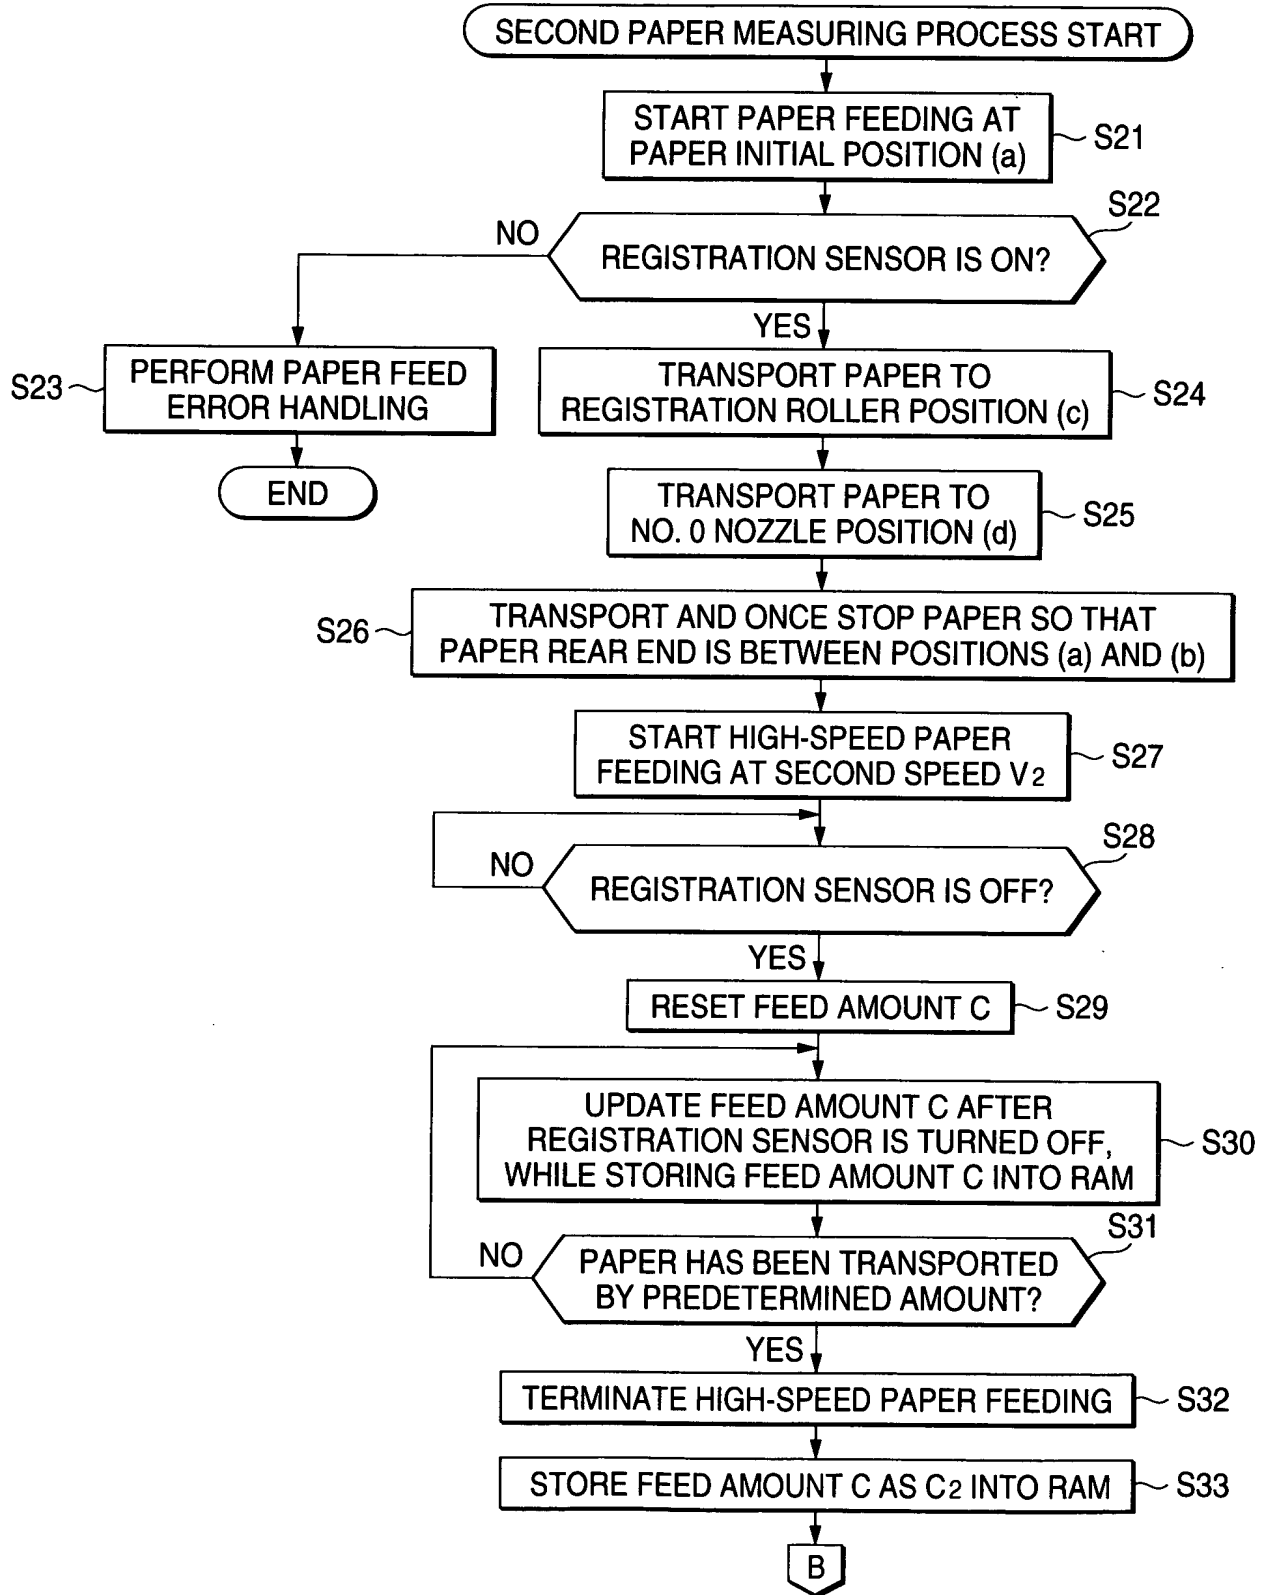 SECOND PAPER MEASURING PROCESS START
START PAPER FEEDING AT
PAPER INITIAL POSITION (a)
S21
S22
NO
REGISTRATION SENSOR IS ON?
YES
S23
PERFORM PAPER FEED
ERROR HANDLING
END
TRANSPORT PAPER TO
REGISTRATION ROLLER POSITION (c)
S24
TRANSPORT PAPER TO
NO. 0 NOZZLE POSITION (d)
S25
S26
TRANSPORT AND ONCE STOP PAPER SO THAT
PAPER REAR END IS BETWEEN POSITIONS (a) AND (b)
START HIGH-SPEED PAPER
FEEDING AT SECOND SPEED V2
S27
S28
NO
REGISTRATION SENSOR IS OFF?
YES
RESET FEED AMOUNT C
S29
UPDATE FEED AMOUNT C AFTER
REGISTRATION SENSOR IS TURNED OFF,
WHILE STORING FEED AMOUNT C INTO RAM
S30
S31
NO
PAPER HAS BEEN TRANSPORTED
BY PREDETERMINED AMOUNT?
YES
TERMINATE HIGH-SPEED PAPER FEEDING
S32
STORE FEED AMOUNT C AS C2 INTO RAM
S33
B